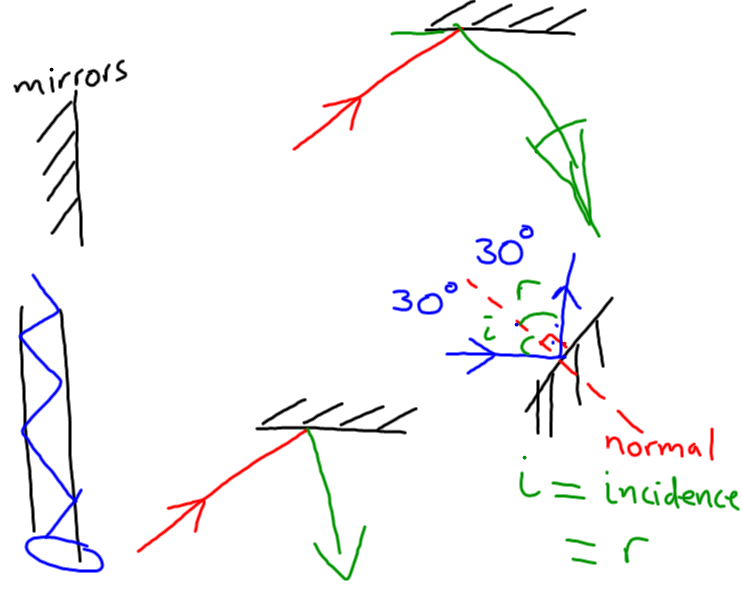 mirrors
30°
30°
r
i
normal
i = incidence
= r